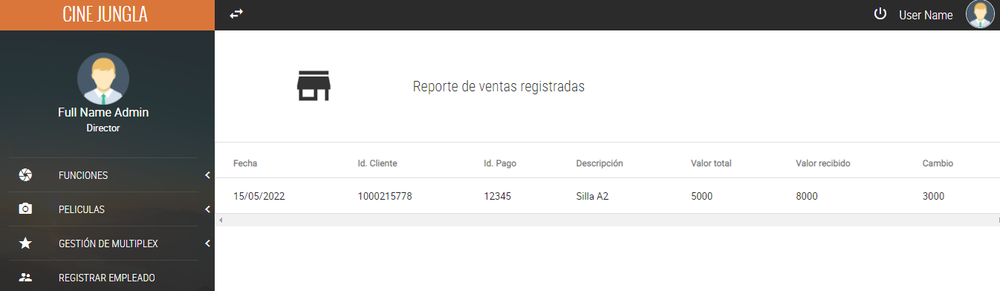 CINE JUNGLA
User Name
Full Name Admin
Director
FUNCIONES
PELICULAS
GESTIÓN DE MULTIPLEX
REGISTRAR EMPLEADO
Reporte de ventas registradas
Fecha Id. Cliente Id. Pago Descripción Valor total Valor recibido Cambio
15/05/2022 1000215778 12345 Silla A2 5000 8000 3000